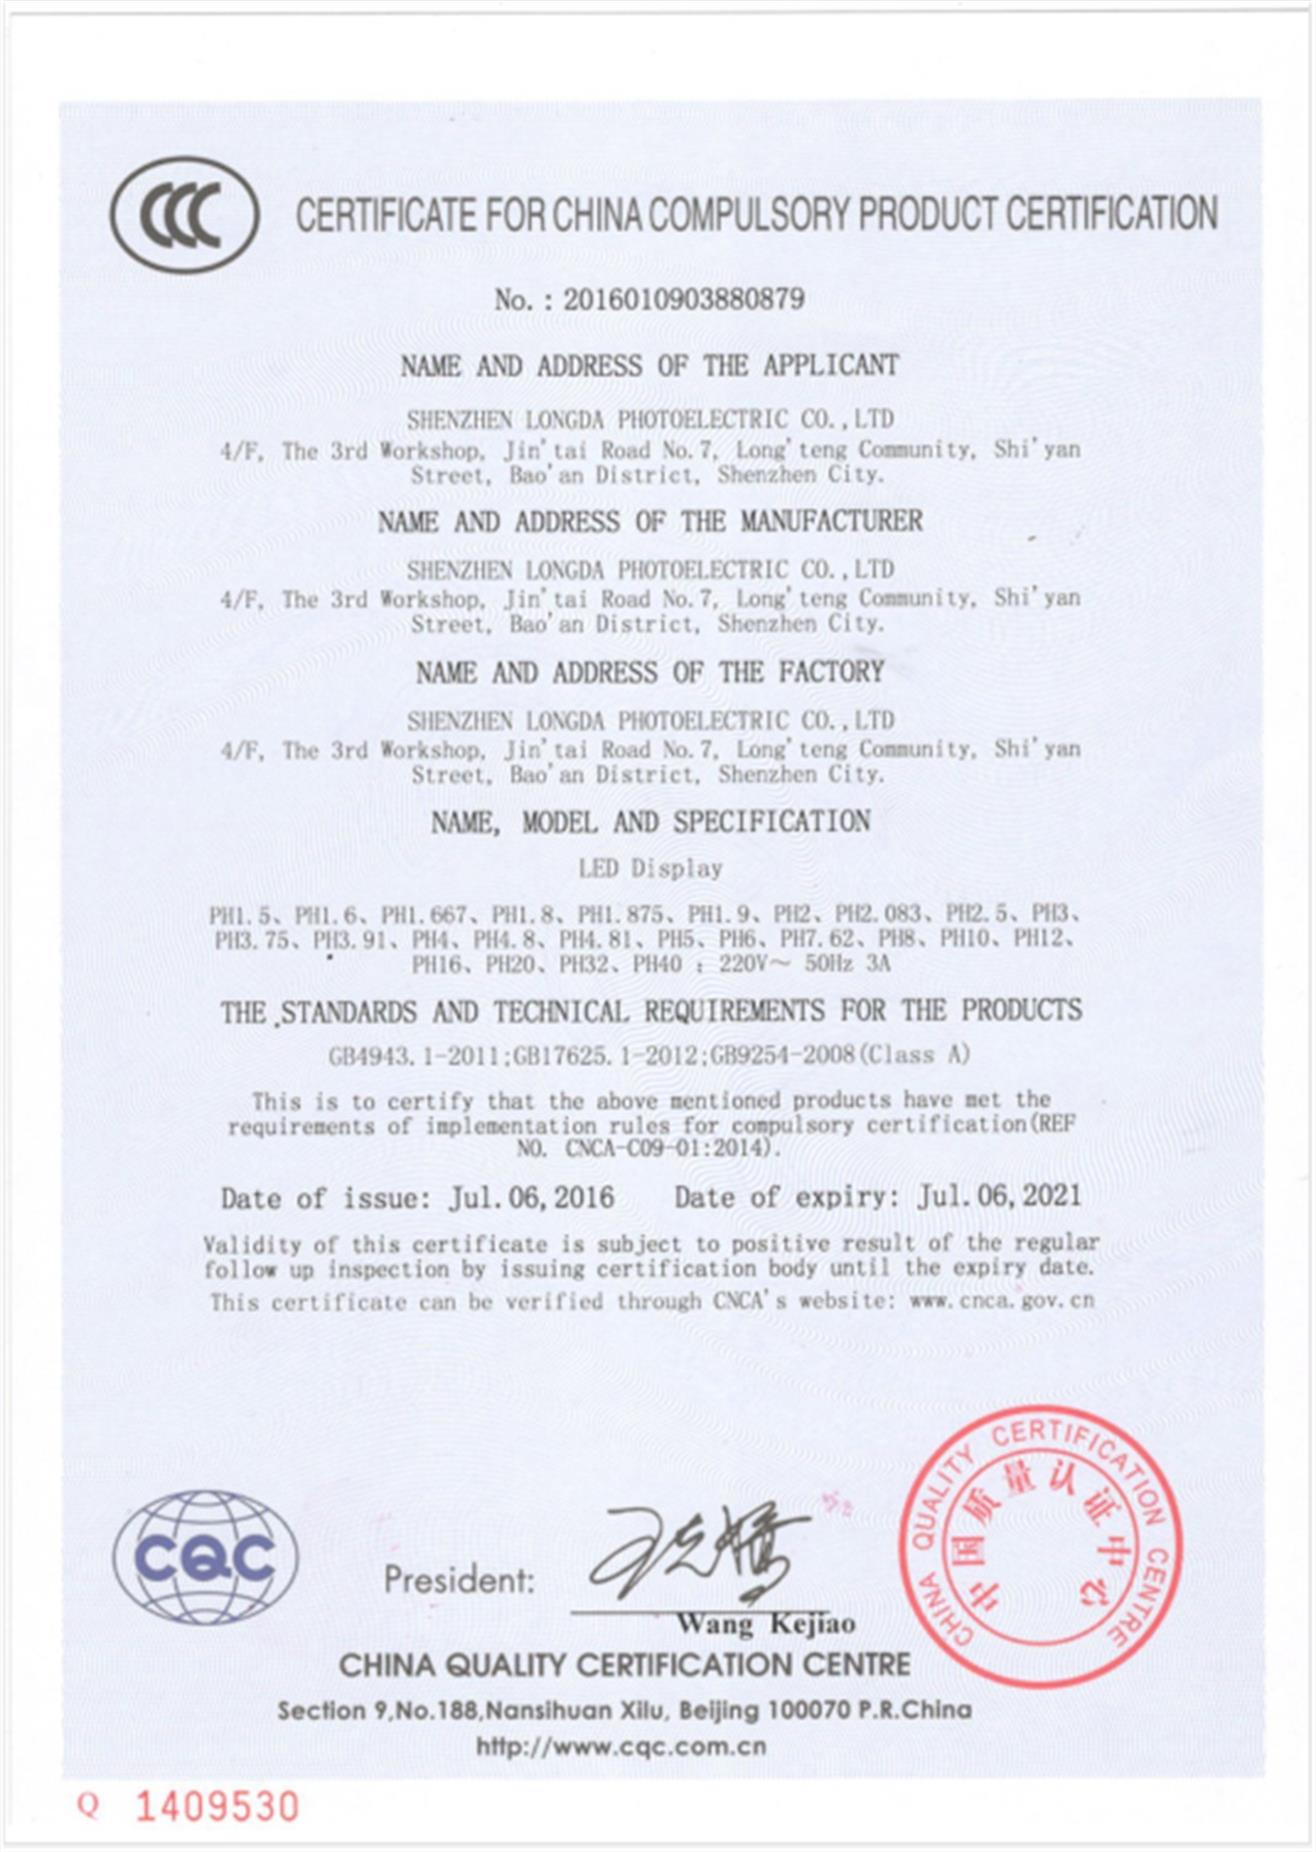 CCC
CERTIFICATE FOR CHINA COMPULSORY PRODUCT CERTIFICATION
No. : 2016010903880879
NAME AND ADDRESS OF THE APPLICANT
SHENZHEN LONGDA PHOTOELECTRIC CO.,LTD
4/F, The 3rd Workshop, Jin'tai Road No.7, Long'teng Community, Shi'yan
Street, Bao'an District, Shenzhen City.
NAME AND ADDRESS OF THE MANUFACTURER
SHENZHEN LONGDA PHOTOELECTRIC CO.,LTD
4/F, The 3rd Workshop, Jin'tai Road No.7, Long'teng Community, Shi'yan
Street, Bao'an District, Shenzhen City.
NAME AND ADDRESS OF THE FACTORY
SHENZHEN LONGDA PHOTOELECTRIC CO.,LTD
4/F, The 3rd Workshop, Jin'tai Road No.7, Long'teng Community, Shi'yan
Street, Bao'an District, Shenzhen City.
NAME, MODEL AND SPECIFICATION
LED Display
PH1.5、PH1.6、PH1.667、PH1.8、PH1.875、PH1.9、PH2、PH2.083、PH2.5、PH3、
PH3.75、PH3.91、PH4、PH4.8、PH4.81、PH5、PH6、PH7.62、PH8、PH10、PH12、
PH16、PH20、PH32、PH40 : 220V~ 50Hz 3A
THE STANDARDS AND TECHNICAL REQUIREMENTS FOR THE PRODUCTS
GB4943.1-2011;GB17625.1-2012;GB9254-2008(Class A)
This is to certify that the above mentioned products have met the
requirements of implementation rules for compulsory certification(REF
NO. CNCA-C09-01:2014).
Date of issue: Jul.06,2016 Date of expiry: Jul.06,2021
Validity of this certificate is subject to positive result of the regular
follow up inspection by issuing certification body until the expiry date.
This certificate can be verified through CNCA's website: www.cnca.gov.cn
CHINA QUALITY CERTIFICATION CENTRE
中国质量认证中心
CQC
President: 王克娇
Wang Kejiao
CHINA QUALITY CERTIFICATION CENTRE
Section 9,No.188,Nansihuan Xilu, Beijing 100070 P.R.China
http://www.cqc.com.cn
Q 1409530